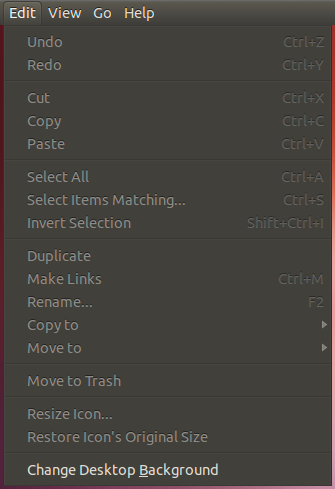 Edit View Go Help
Undo Ctrl+Z
Redo Ctrl+Y
Cut Ctrl+X
Copy Ctrl+C
Paste Ctrl+V
Select All Ctrl+A
Select Items Matching... Ctrl+S
Invert Selection Shift+Ctrl+I
Duplicate
Make Links Ctrl+M
Rename... F2
Copy to
Move to
Move to Trash
Resize Icon...
Restore Icon's Original Size
Change Desktop Background